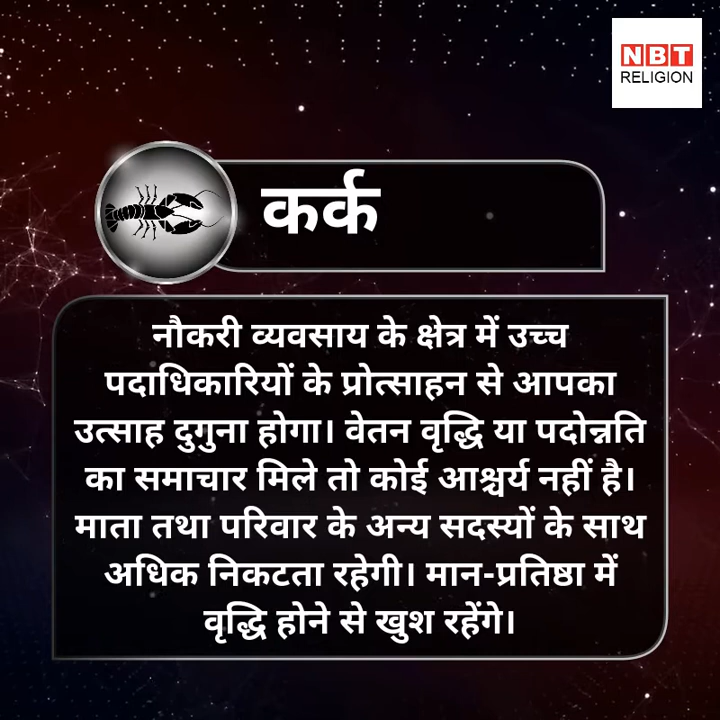 NBT
RELIGION
कर्क
नौकरी व्यवसाय के क्षेत्र में उच्च
पदाधिकारियों के प्रोत्साहन से आपका
उत्साह दुगुना होगा। वेतन वृद्धि या पदोन्नति
का समाचार मिले तो कोई आश्चर्य नहीं है।
माता तथा परिवार के अन्य सदस्यों के साथ
अधिक निकटता रहेगी। मान-प्रतिष्ठा में
वृद्धि होने से खुश रहेंगे।